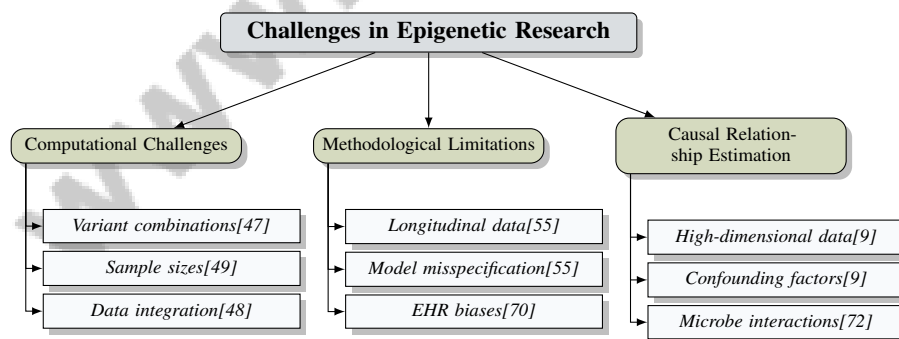 Challenges in Epigenetic Research
Computational Challenges
Variant combinations[47]
Sample sizes[49]
Data integration[48]
Methodological Limitations
Longitudinal data[55]
Model misspecification[55]
EHR biases[70]
Causal Relation-
ship Estimation
High-dimensional data[9]
Confounding factors[9]
Microbe interactions[72]